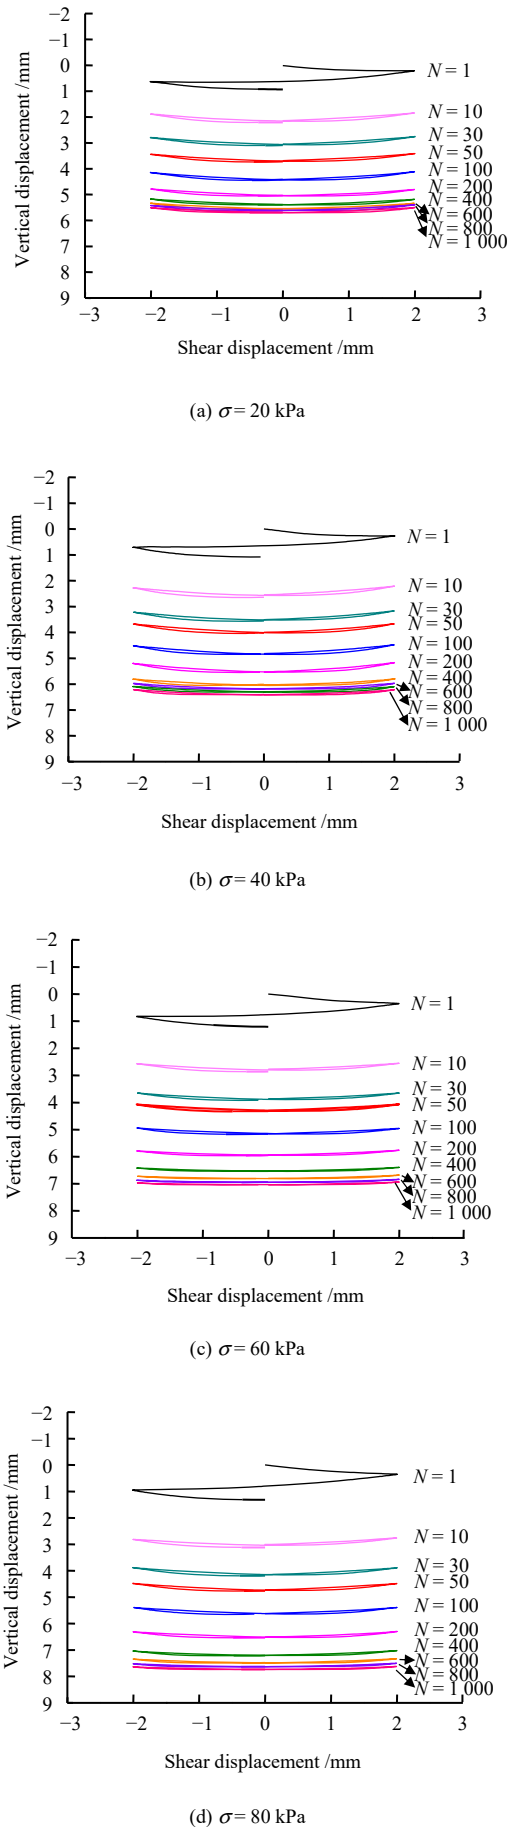 −2
−1
0
1
2
3
4
5
6
7
8
9
Vertical displacement /mm
N = 1
N = 10
N = 30
N = 50
N = 100
N = 200
N = 400
N = 600
N = 800
N = 1 000
−3 −2 −1 0 1 2 3
Shear displacement /mm
(a) σ = 20 kPa
−2
−1
0
1
2
3
4
5
6
7
8
9
Vertical displacement /mm
N = 1
N = 10
N = 30
N = 50
N = 100
N = 200
N = 400
N = 600
N = 800
N = 1 000
−3 −2 −1 0 1 2 3
Shear displacement /mm
(b) σ = 40 kPa
−2
−1
0
1
2
3
4
5
6
7
8
9
Vertical displacement /mm
N = 1
N = 10
N = 30
N = 50
N = 100
N = 200
N = 400
N = 600
N = 800
N = 1 000
−3 −2 −1 0 1 2 3
Shear displacement /mm
(c) σ = 60 kPa
−2
−1
0
1
2
3
4
5
6
7
8
9
Vertical displacement /mm
N = 1
N = 10
N = 30
N = 50
N = 100
N = 200
N = 400
N = 600
N = 800
N = 1 000
−3 −2 −1 0 1 2 3
Shear displacement /mm
(d) σ = 80 kPa